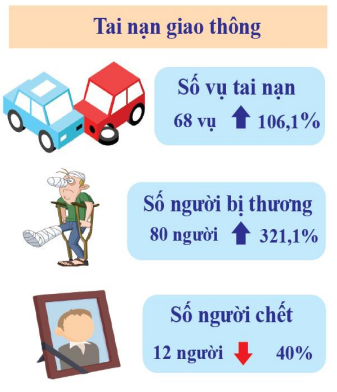 Tai nạn giao thông
Số vụ tai nạn
68 vụ 106,1%
Số người bị thương
80 người 321,1%
Số người chết
12 người 40%